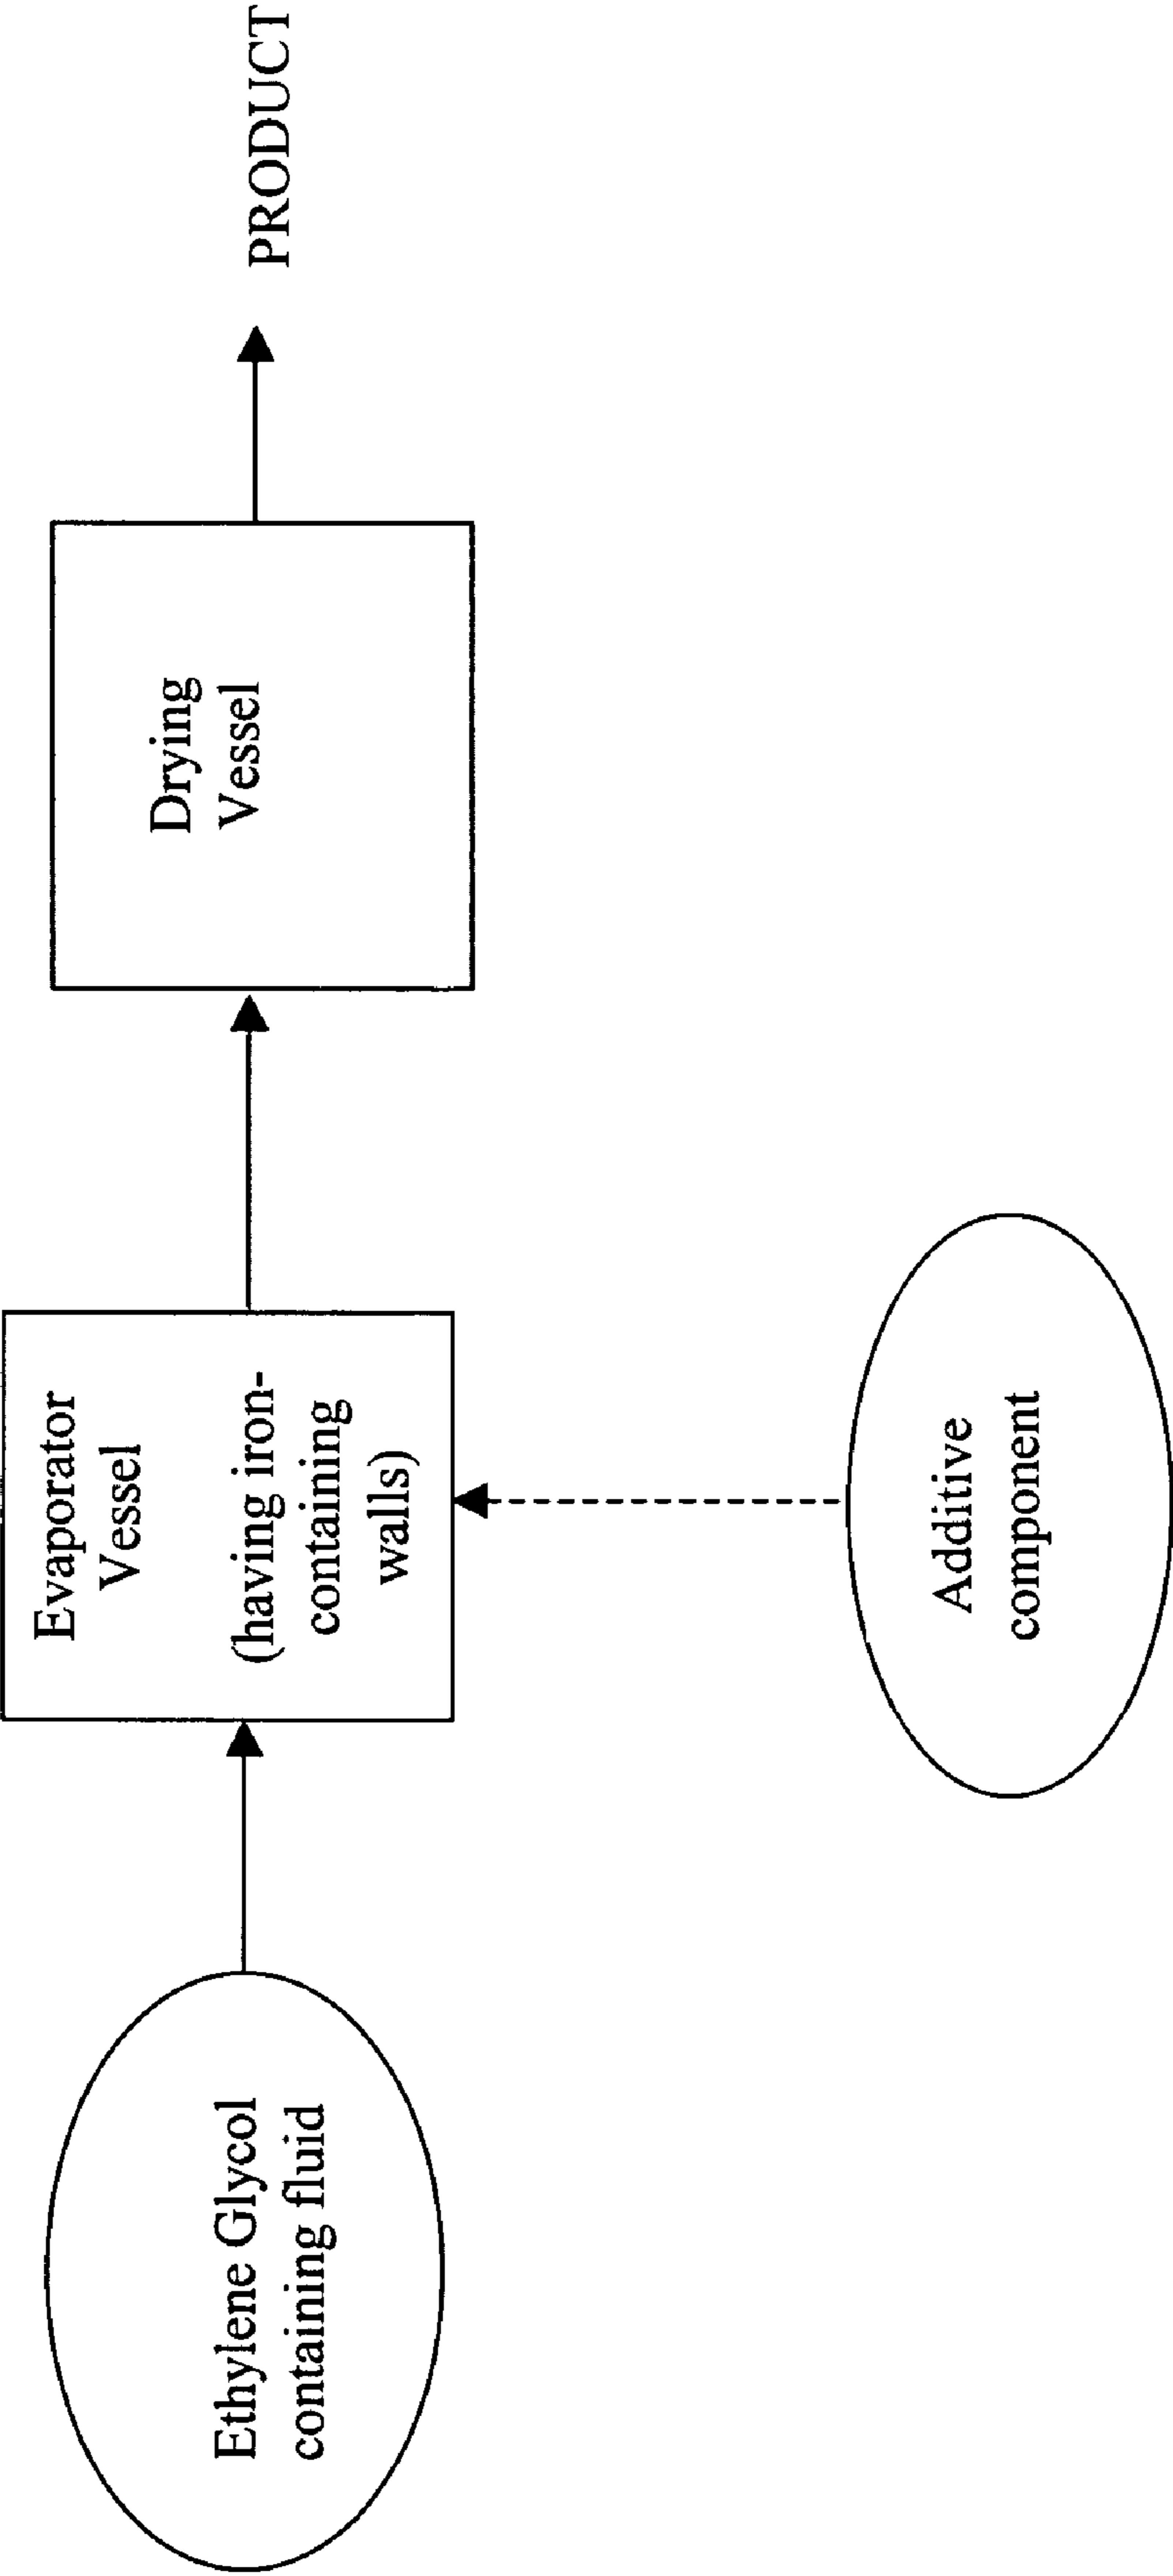 Ethylene Glycol
containing fluid
Evaporator
Vessel
(having iron-
containing
walls)
Drying
Vessel
PRODUCT
Additive
component